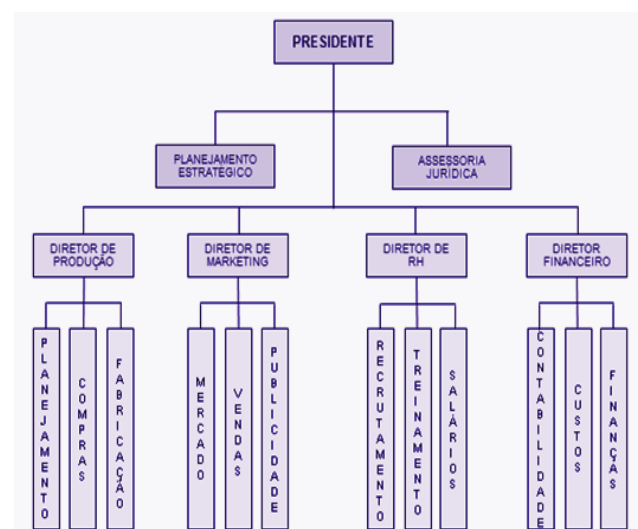 PRESIDENTE
PLANEJAMENTO
ESTRATÉGICO
ASSESSORIA
JURÍDICA
DIRETOR DE
PRODUÇÃO
DIRETOR DE
MARKETING
DIRETOR DE
RH
DIRETOR
FINANCEIRO
PLANEJAMENTO
COMPRAS
FABRICAÇÃO
MERCADO
VENDAS
PUBLICIDADE
RECRUTAMENTO
TREINAMENTO
SALÁRIOS
CONTABILIDADE
CUSTOS
FINANÇAS